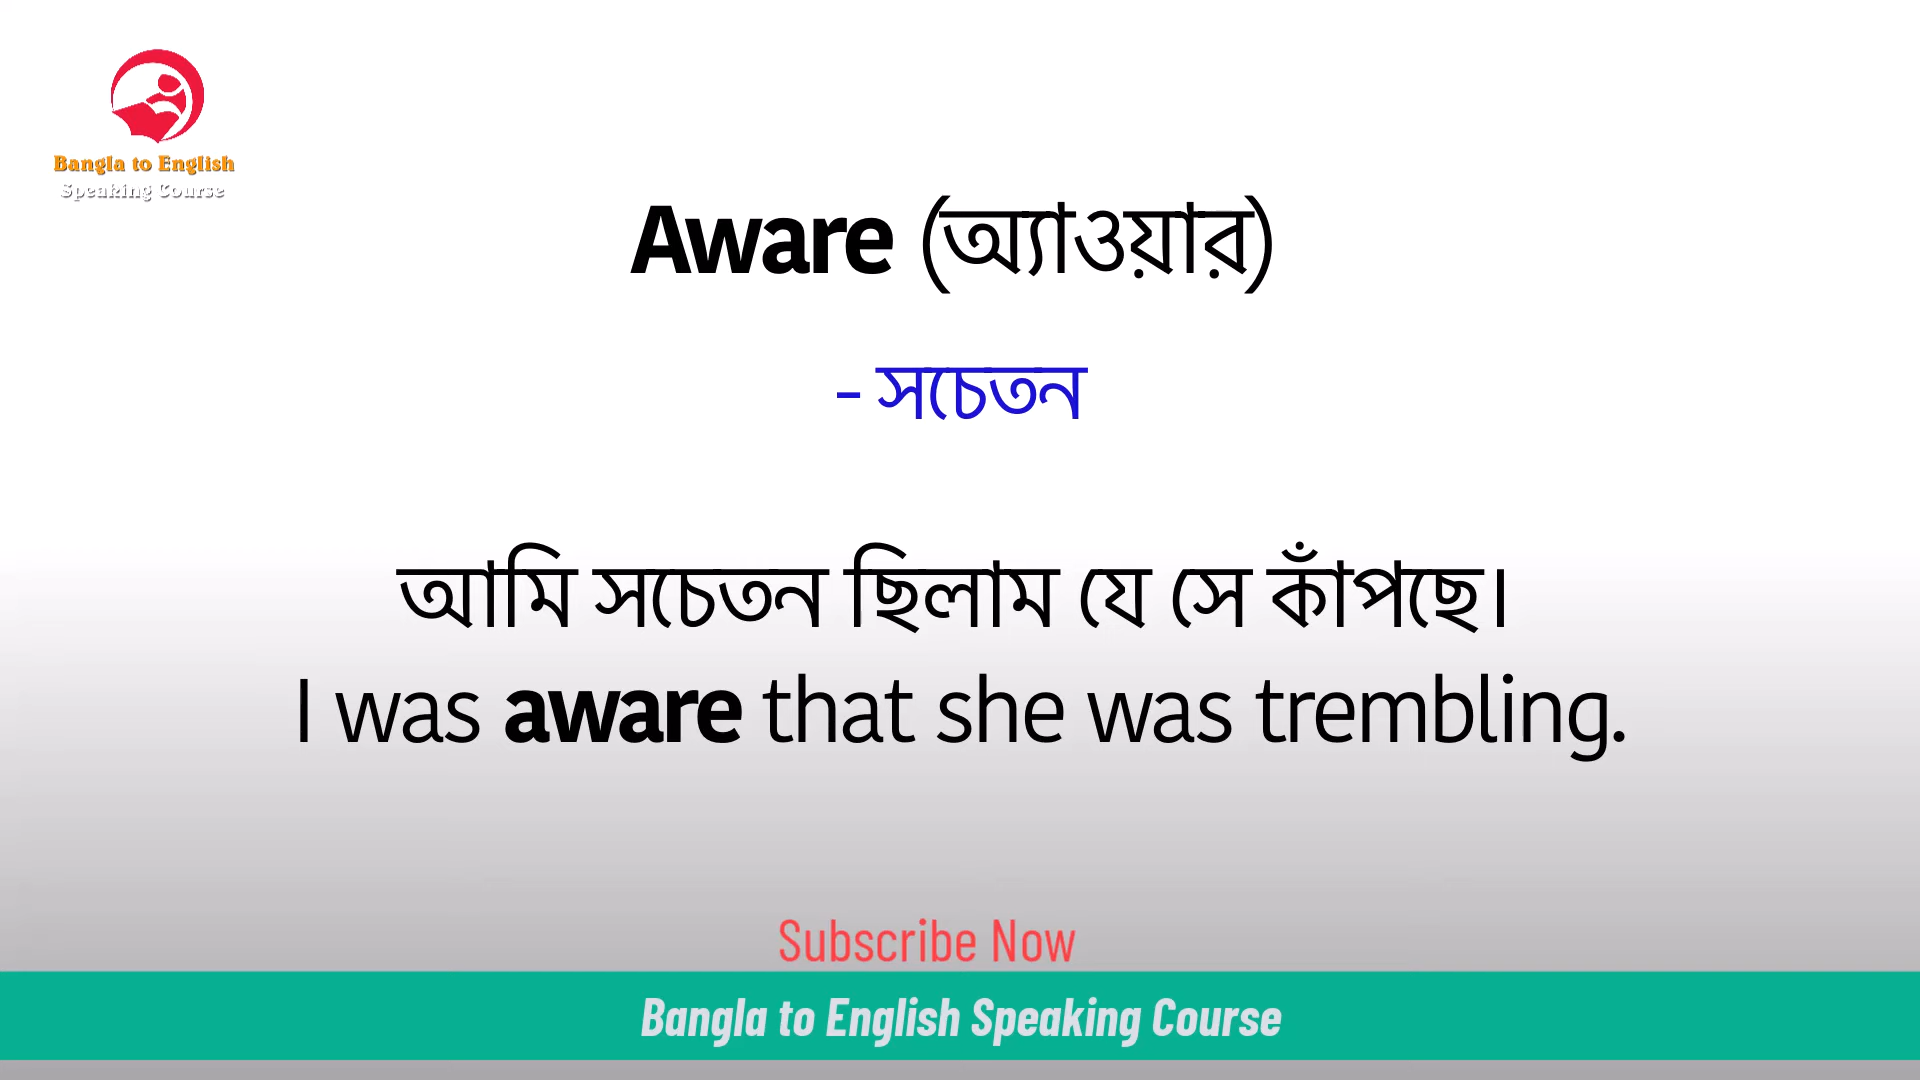 Bangla to English
Speaking Course
Aware (অ্যাওয়ার)
- সচেতন
আমি সচেতন ছিলাম যে সে কাঁপছে।
I was aware that she was trembling.
Subscribe Now
Bangla to English Speaking Course